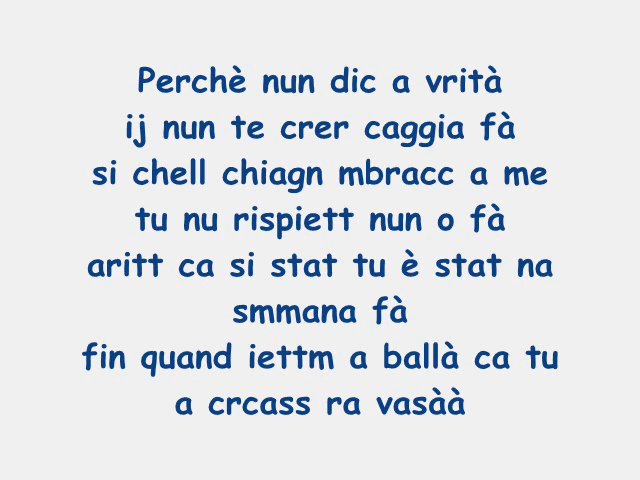 Perchè nun dic a vrità
ij nun te crer caggia fà
si chell chiagn mbracc a me
tu nu rispiett nun o fà
aritt ca si stat tu è stat na
smmana fà
fin quand iettm a ballà ca tu
a crcass ra vasàà